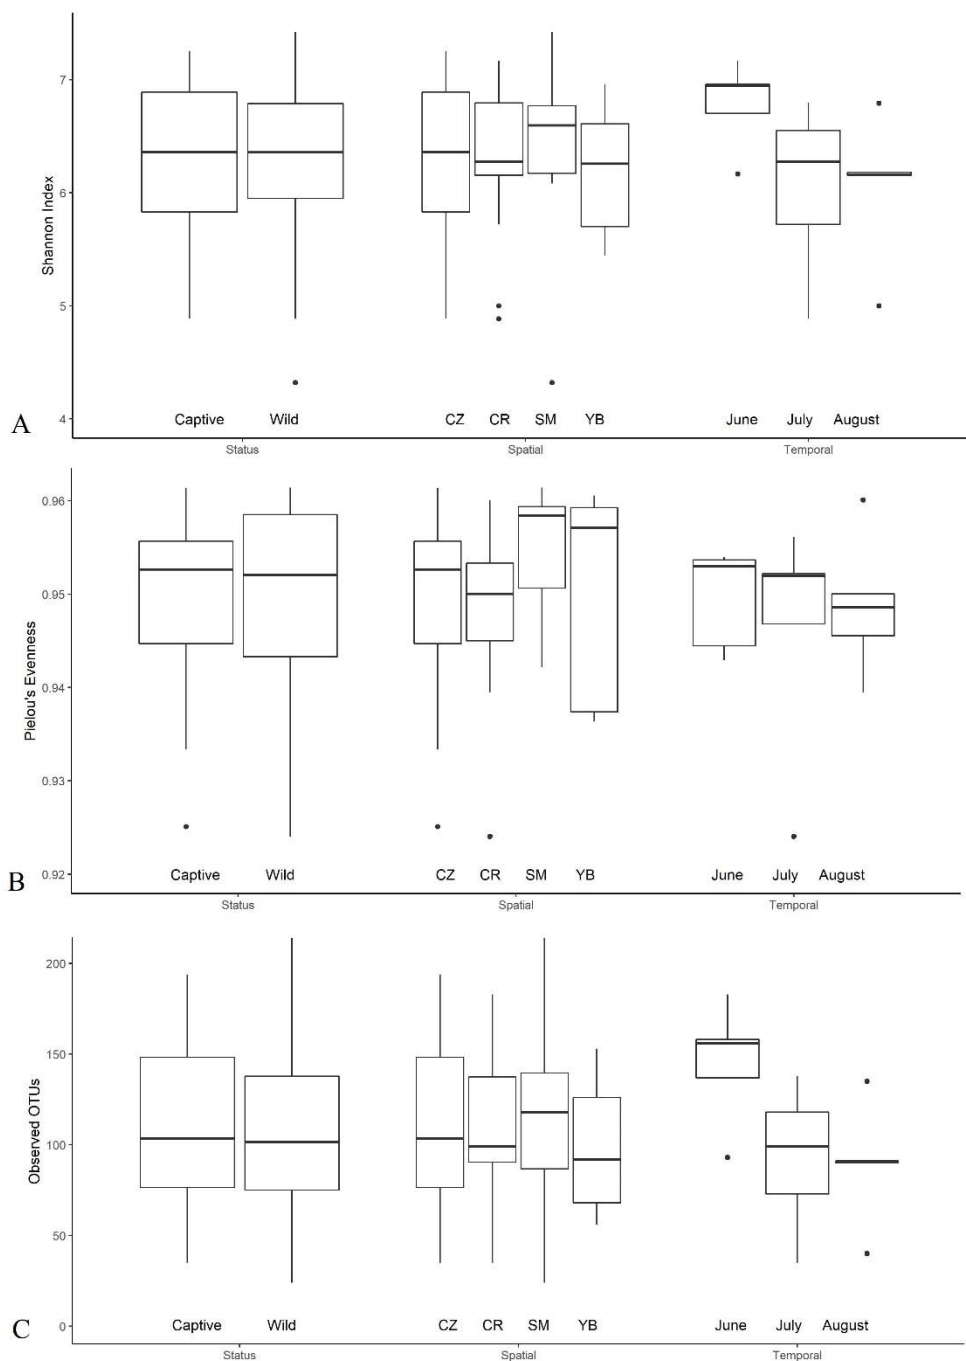 7
6
5
4
Shannon Index
A
Captive Wild CZ CR SM YB June July August
Status Spatial Temporal
0.96
0.95
0.94
0.93
0.92
Pielou's Evenness
B
Captive Wild CZ CR SM YB June July August
Status Spatial Temporal
200
150
100
50
0
Observed OTUs
C
Captive Wild CZ CR SM YB June July August
Status Spatial Temporal